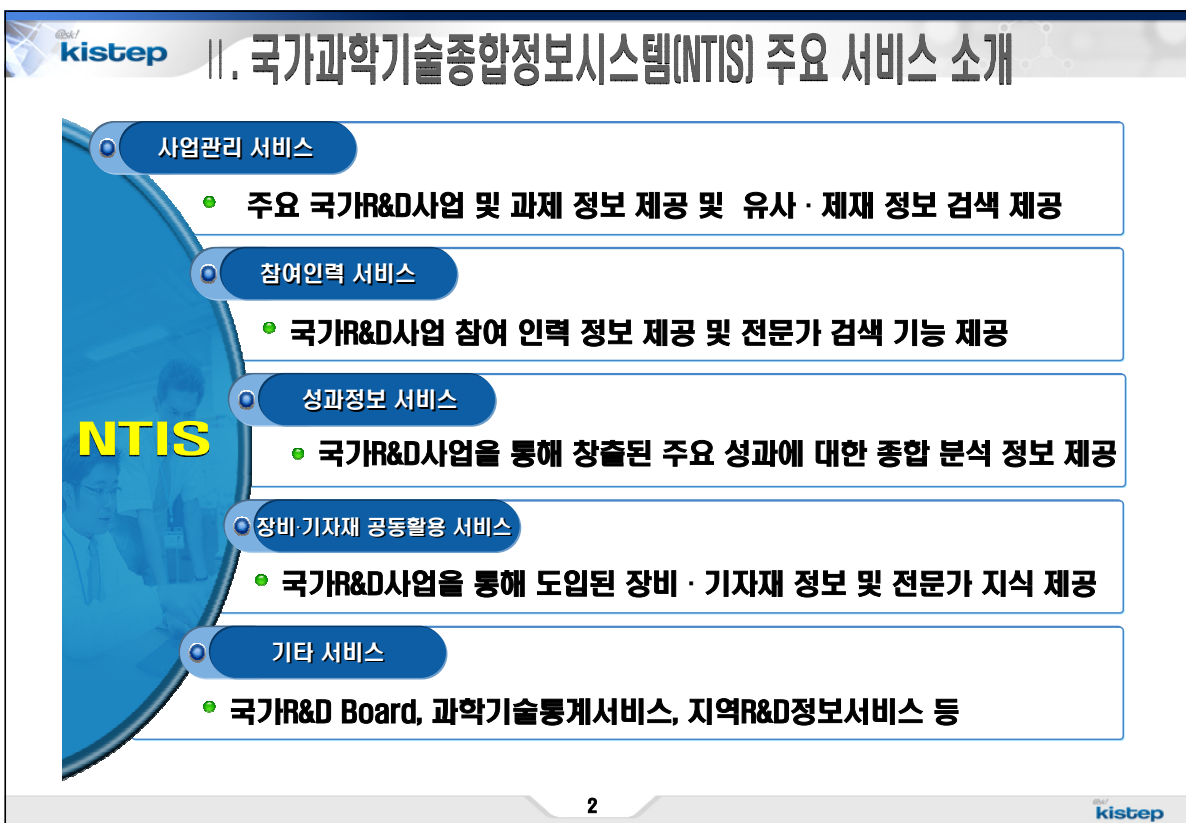 @sk!
kistep
Ⅱ. 국가과학기술종합정보시스템(NTIS) 주요 서비스 소개
사업관리 서비스
주요 국가R&D사업 및 과제 정보 제공 및 유사·제재 정보 검색 제공
참여인력 서비스
국가R&D사업 참여 인력 정보 제공 및 전문가 검색 기능 제공
성과정보 서비스
NTIS
국가R&D사업을 통해 창출된 주요 성과에 대한 종합 분석 정보 제공
장비·기자재 공동활용 서비스
국가R&D사업을 통해 도입된 장비·기자재 정보 및 전문가 지식 제공
기타 서비스
국가R&D Board, 과학기술통계서비스, 지역R&D정보서비스 등
2
@sk!
kistep